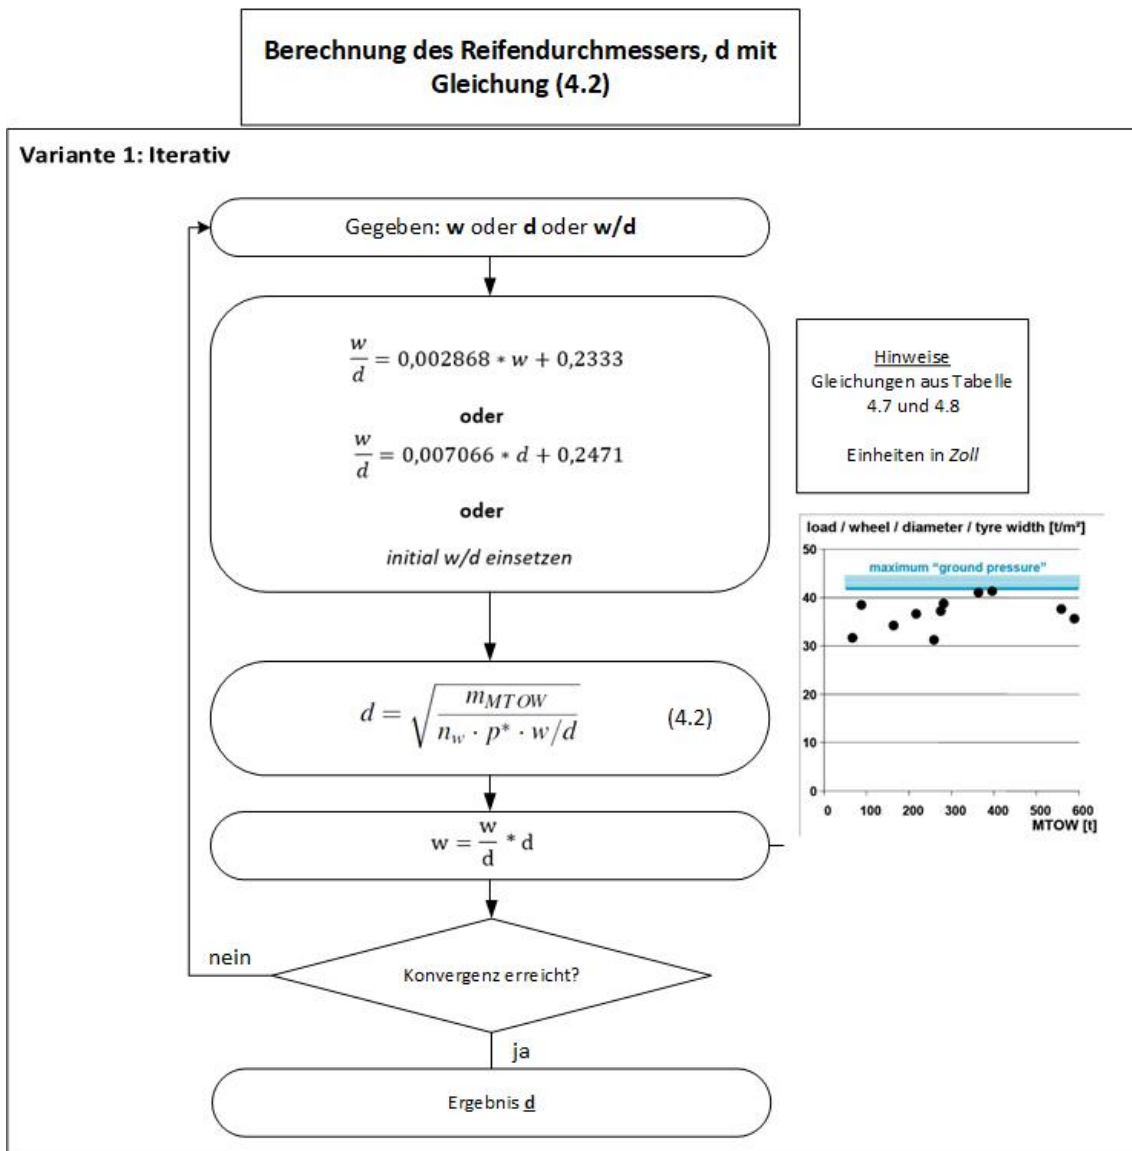 Berechnung des Reifendurchmessers, d mit
Gleichung (4.2)
Variante 1: Iterativ
Gegeben: w oder d oder w/d
w/d = 0,002868 * w + 0,2333
oder
w/d = 0,007066 * d + 0,2471
oder
initial w/d einsetzen
Hinweise
Gleichungen aus Tabelle
4.7 und 4.8
Einheiten in Zoll
load / wheel / diameter / tyre width [t/m²]
50
maximum “ground pressure”
40
30
20
10
0
0 100 200 300 400 500 600
MTOW [t]
d = √(m_MTOW / (n_w · p* · w/d)) (4.2)
w = w/d * d
nein
Konvergenz erreicht?
ja
Ergebnis d